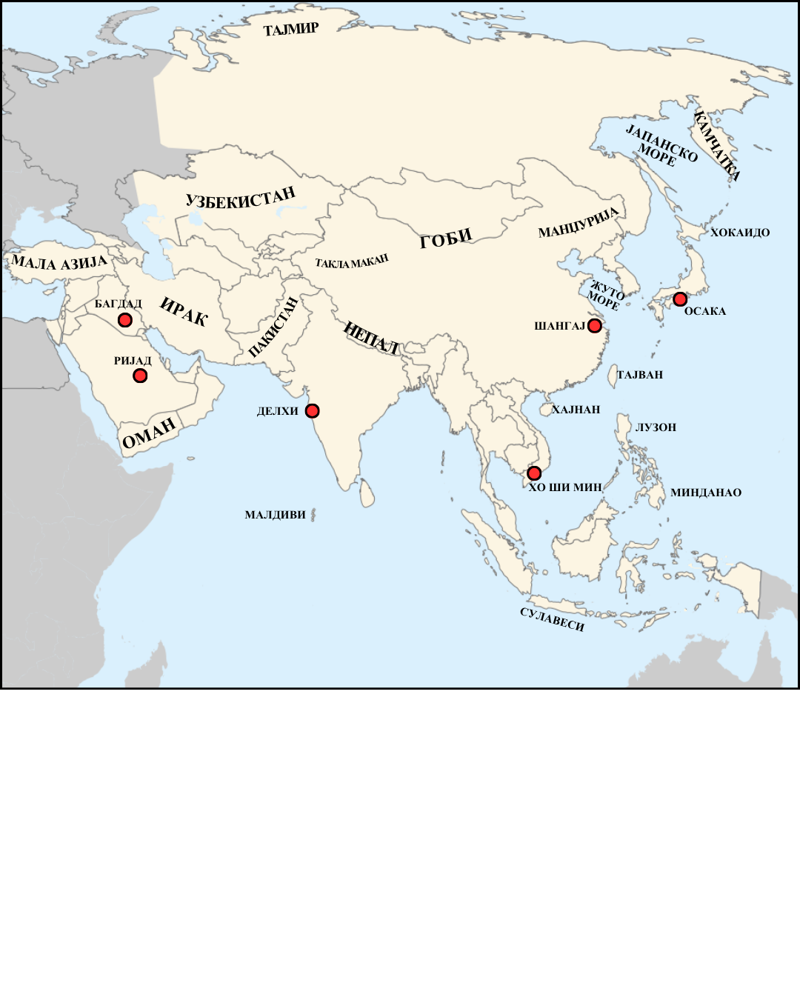 ТАЈМИР
КАМЧАТКА
ЈАПАНСКО
МОРЕ
УЗБЕКИСТАН
МАНЏУРИЈА
ГОБИ
ХОКАИДО
МАЛА АЗИЈА
ТАКЛА МАКАН
ЖУТО
МОРЕ
БАГДАД
ИРАК
ПАКИСТАН
ОСАКА
НЕПАЛ
ШАНГАЈ
РИЈАД
ТАЈВАН
ДЕЛХИ
ХАЈНАН
ОМАН
ЛУЗОН
ХО ШИ МИН
МИНДАНАО
МАЛДИВИ
СУЛАВЕСИ